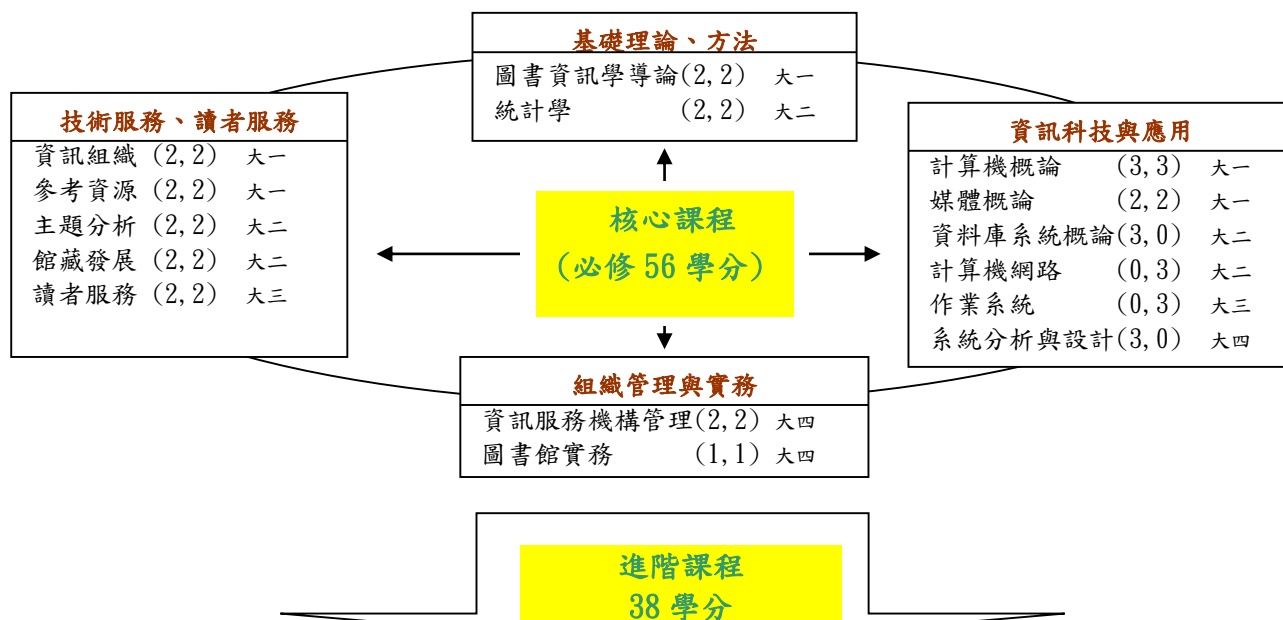 基礎理論、方法
圖書資訊學導論(2,2) 大一
統計學 (2,2) 大二
技術服務、讀者服務
資訊組織 (2,2) 大一
參考資源 (2,2) 大一
主題分析 (2,2) 大二
館藏發展 (2,2) 大二
讀者服務 (2,2) 大三
核心課程
(必修 56 學分)
資訊科技與應用
計算機概論 (3,3) 大一
媒體概論 (2,2) 大一
資料庫系統概論(3,0) 大二
計算機網路 (0,3) 大二
作業系統 (0,3) 大三
系統分析與設計(3,0) 大四
組織管理與實務
資訊服務機構管理(2,2) 大四
圖書館實務 (1,1) 大四
進階課程
38 學分